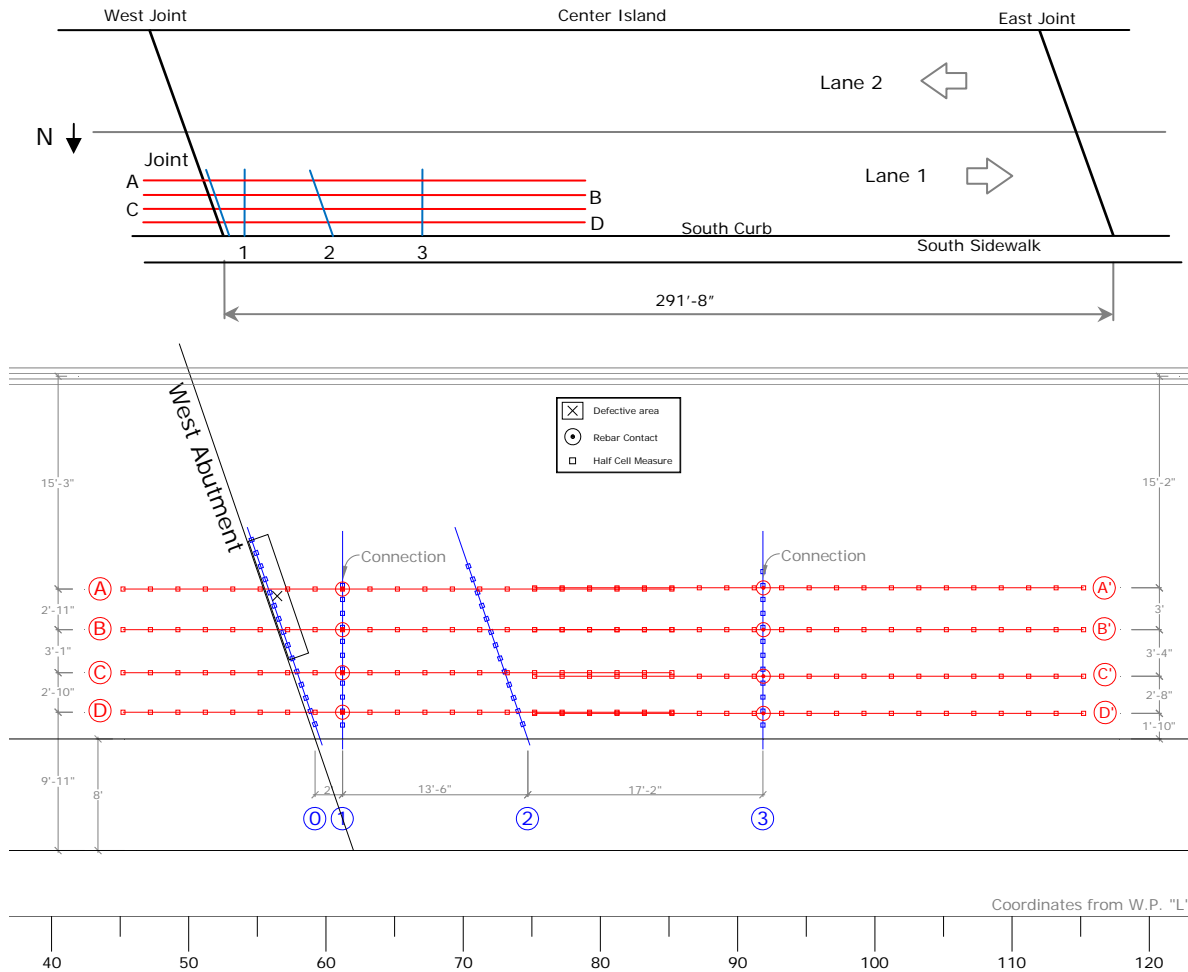 West Joint
Center Island
East Joint
Lane 2
N
Joint
A
Lane 1
B
C
D
South Curb
South Sidewalk
1
2
3
291'-8"
West Abutment
Defective area
Rebar Contact
Half Cell Measure
15'-3"
15'-2"
Connection
Connection
A
A'
2'-11"
3'
B
B'
3'-1"
3'-4"
C
C'
2'-10"
2'-8"
D
D'
1'-10"
9'-11"
8'
2'
13'-6"
17'-2"
0
1
2
3
Coordinates from W.P. "L"
40
50
60
70
80
90
100
110
120